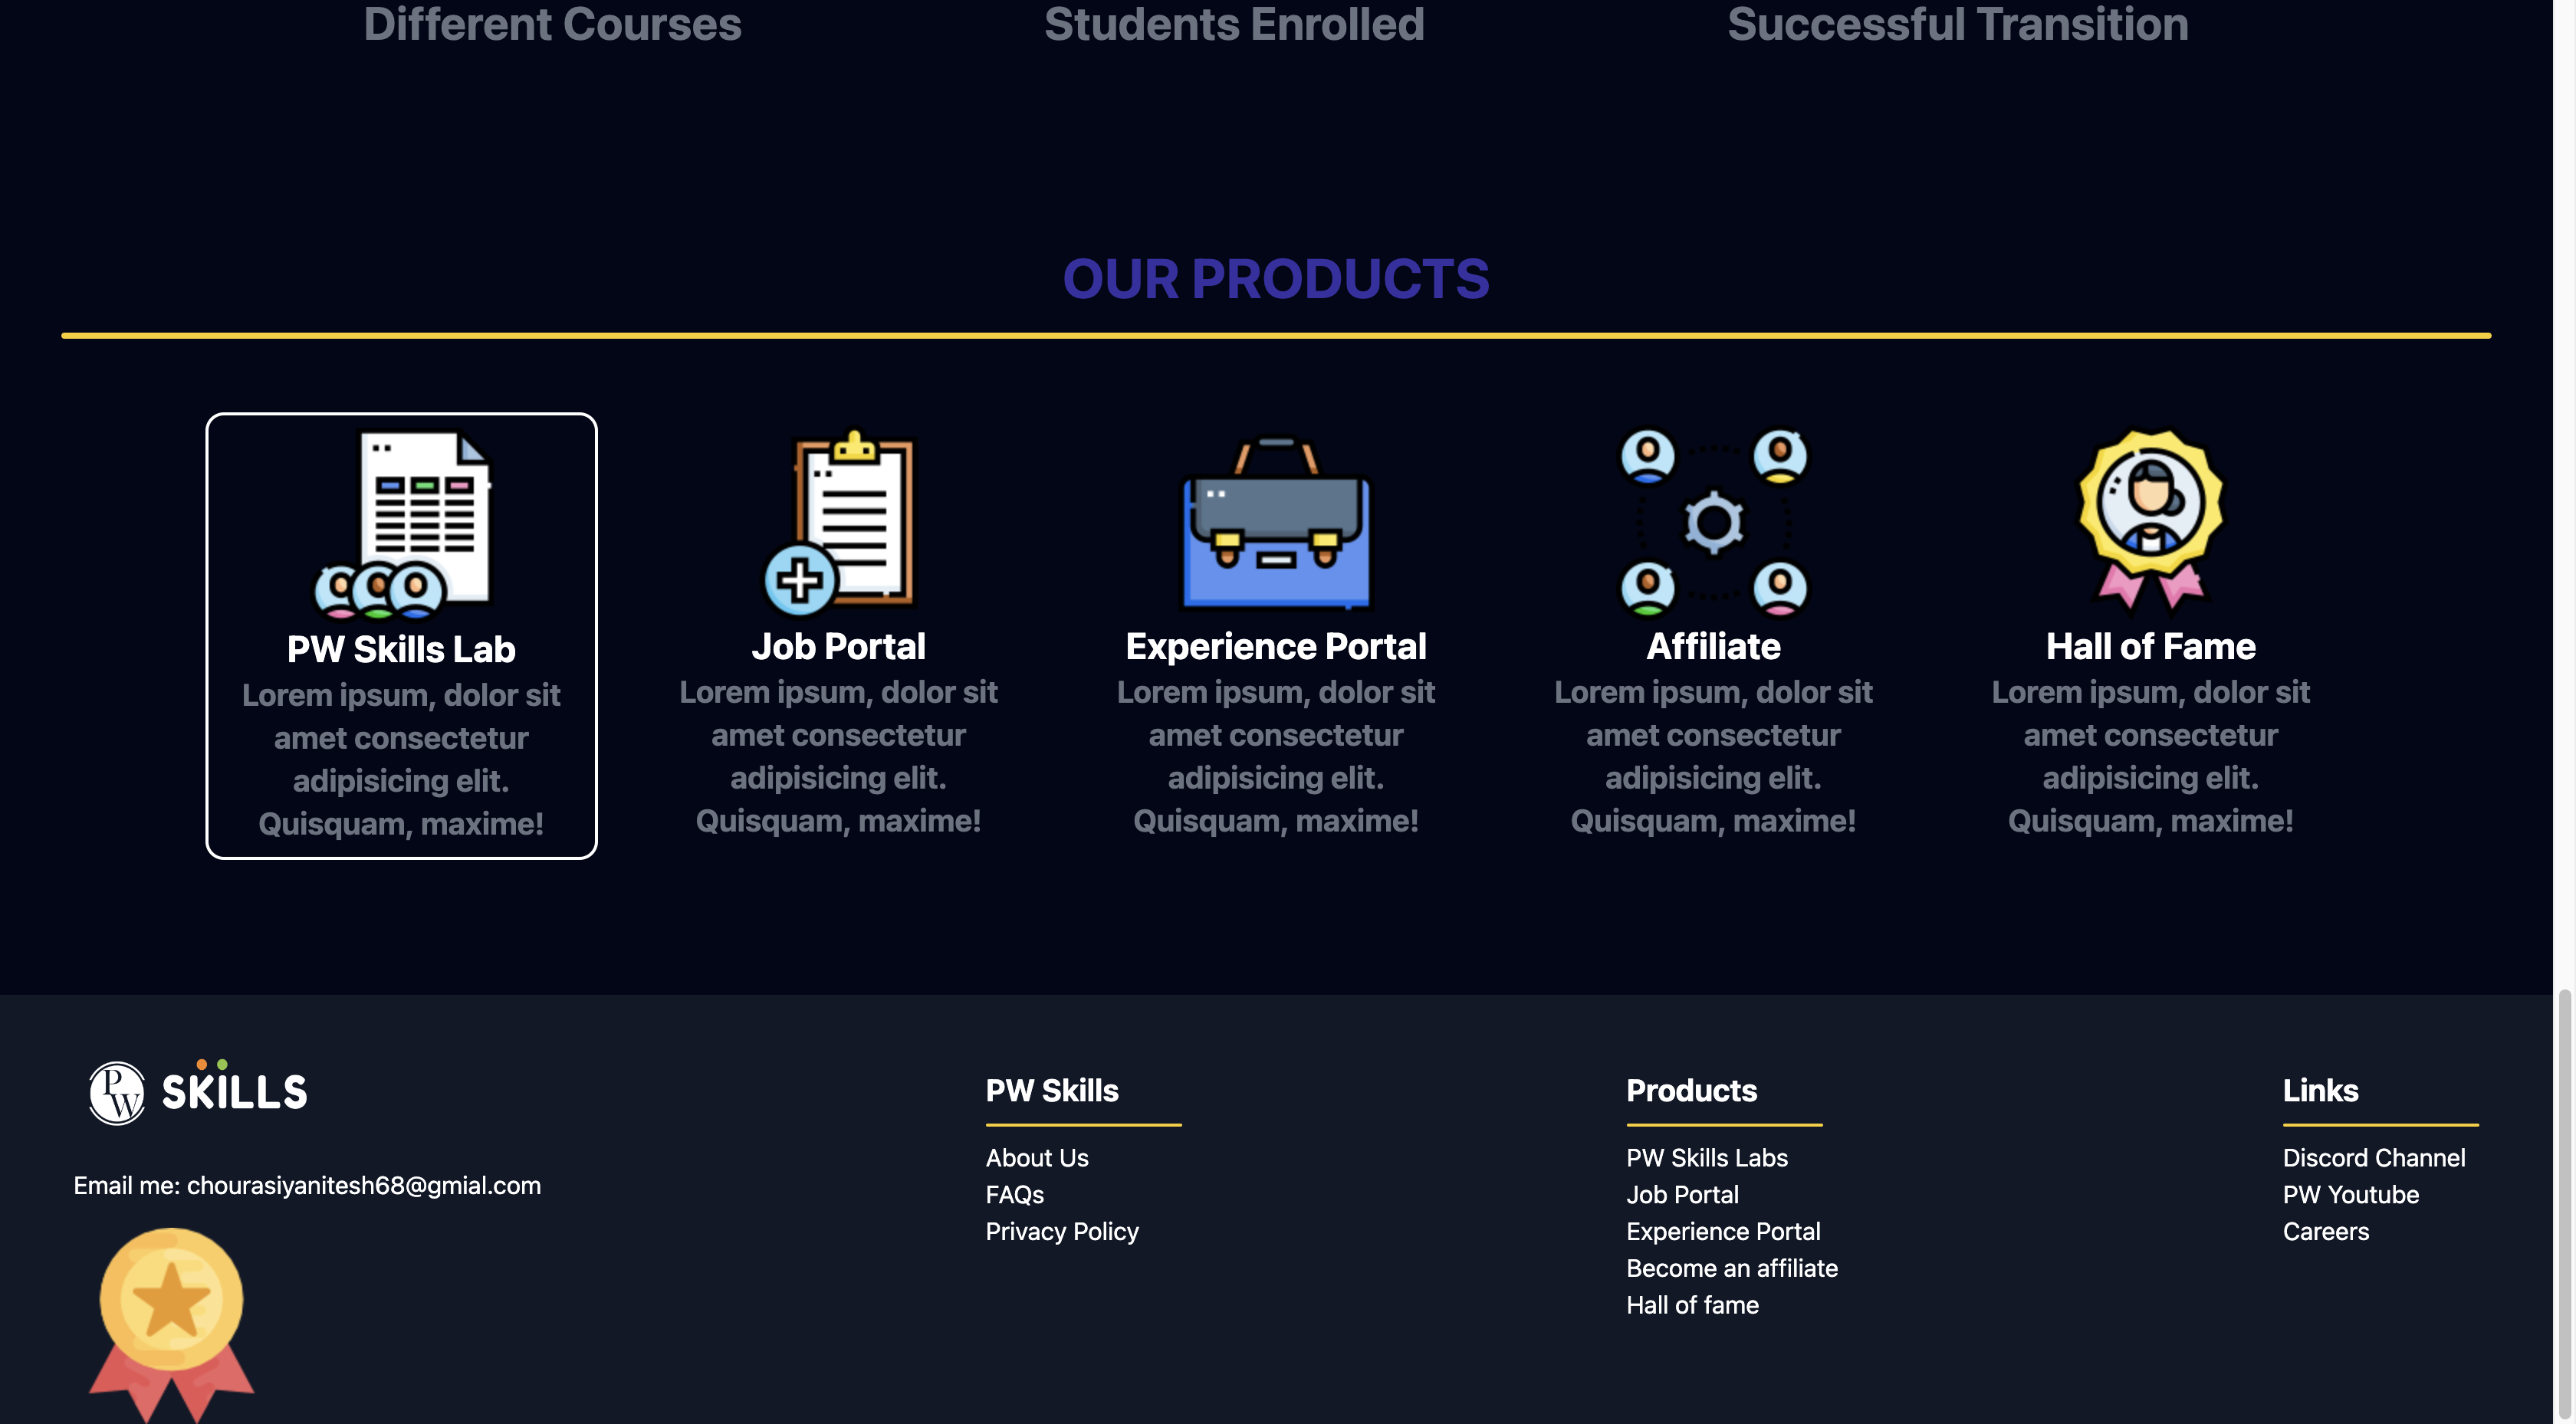 Different Courses
Students Enrolled
Successful Transition
OUR PRODUCTS
PW Skills Lab
Lorem ipsum, dolor sit
amet consectetur
adipisicing elit.
Quisquam, maxime!
Job Portal
Lorem ipsum, dolor sit
amet consectetur
adipisicing elit.
Quisquam, maxime!
Experience Portal
Lorem ipsum, dolor sit
amet consectetur
adipisicing elit.
Quisquam, maxime!
Affiliate
Lorem ipsum, dolor sit
amet consectetur
adipisicing elit.
Quisquam, maxime!
Hall of Fame
Lorem ipsum, dolor sit
amet consectetur
adipisicing elit.
Quisquam, maxime!
PW SKILLS
Email me: chourasiyanitesh68@gmial.com
PW Skills
About Us
FAQs
Privacy Policy
Products
PW Skills Labs
Job Portal
Experience Portal
Become an affiliate
Hall of fame
Links
Discord Channel
PW Youtube
Careers